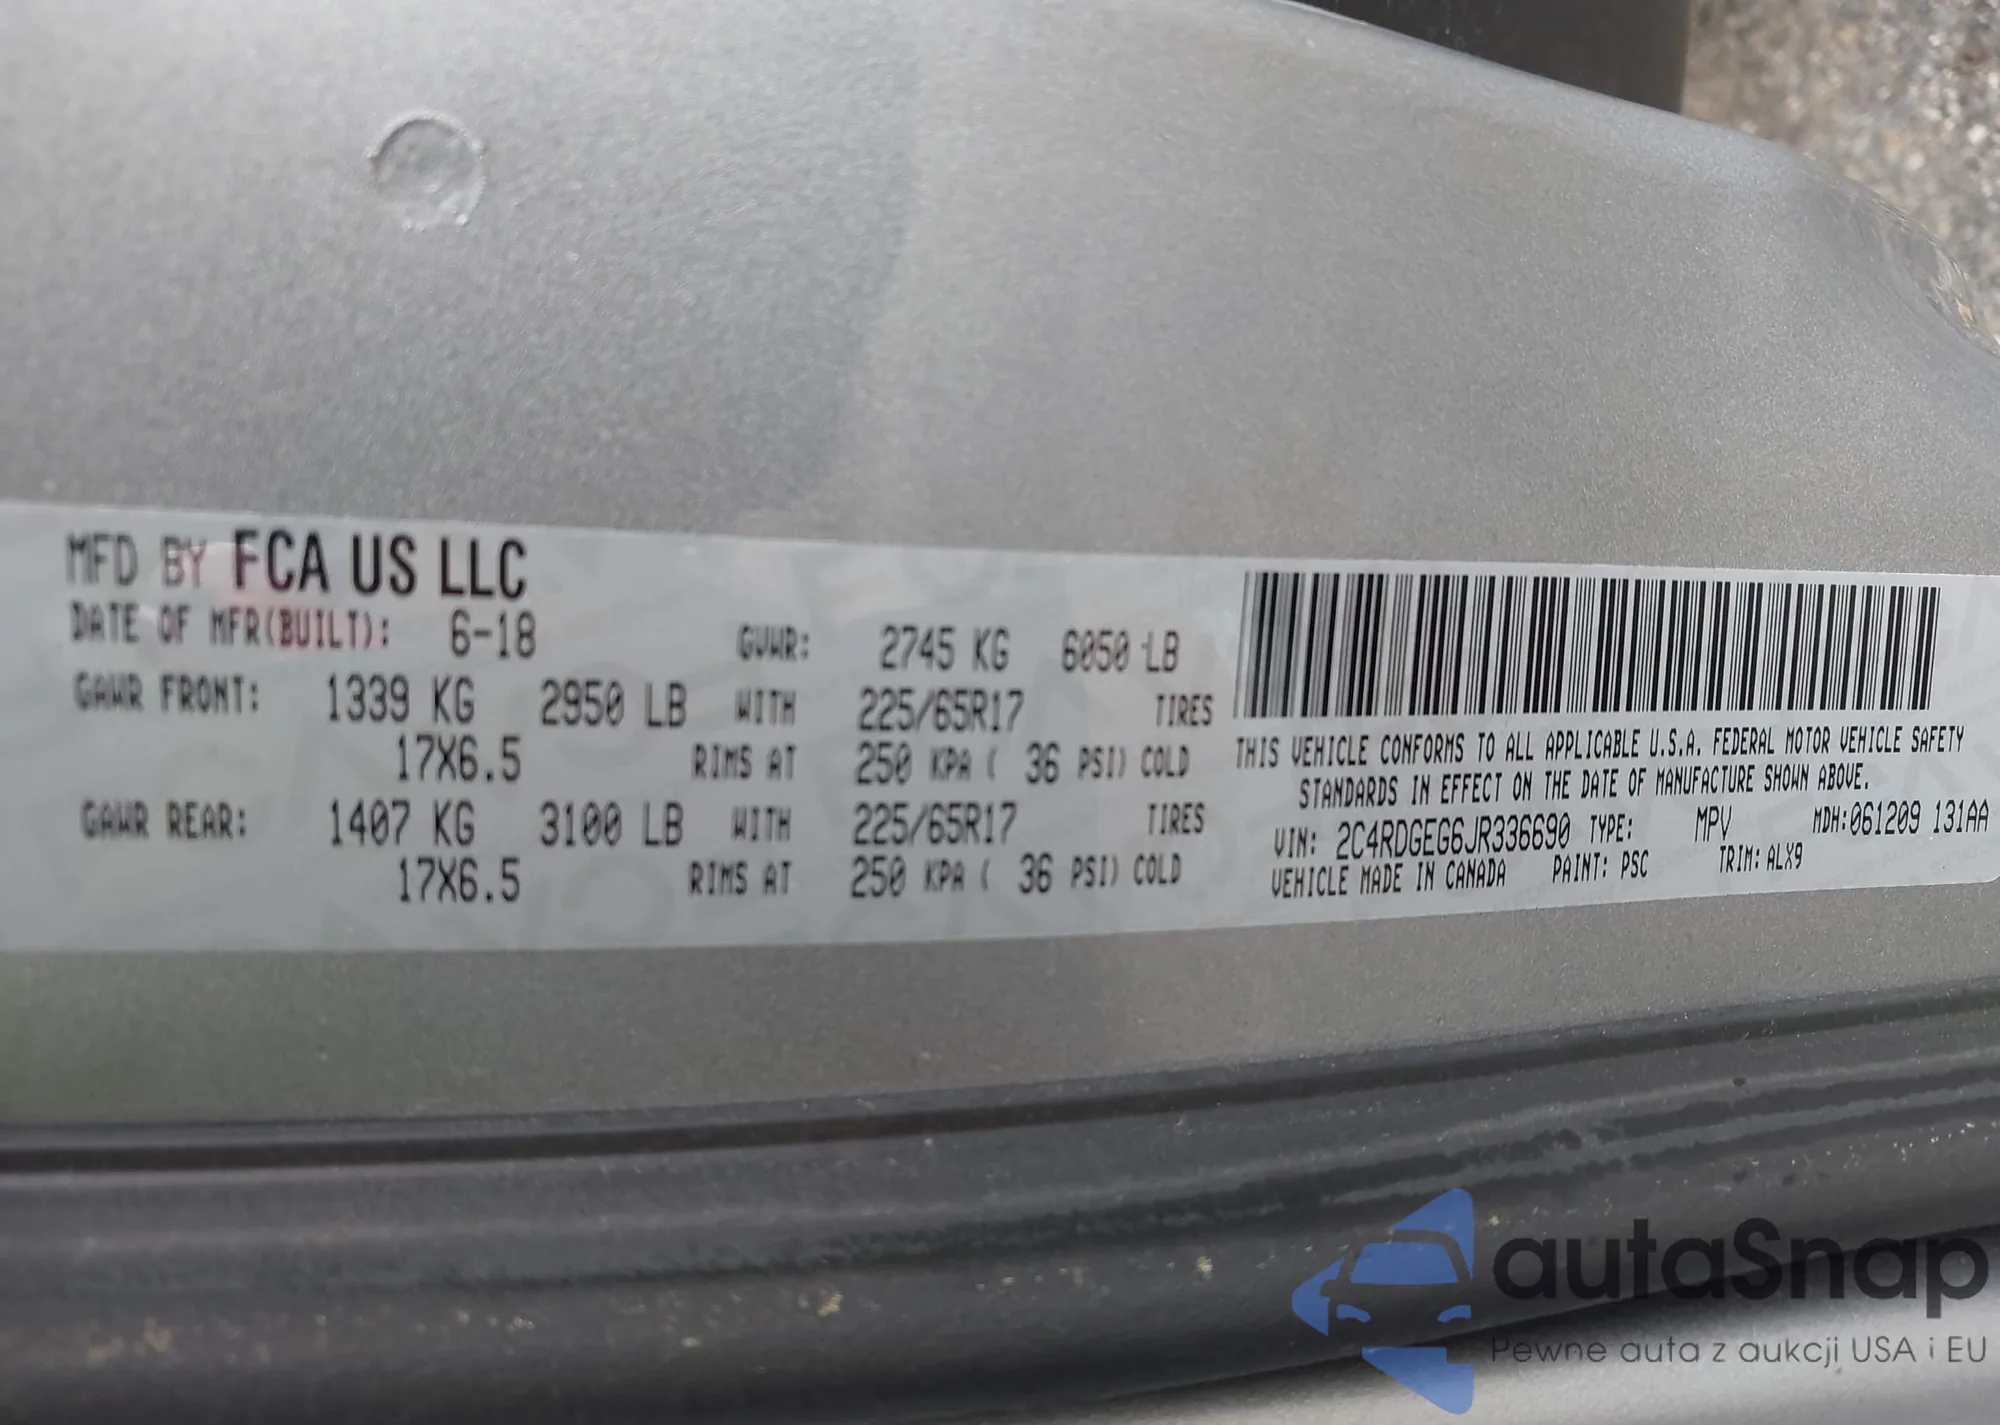 MFD BY FCA US LLC
DATE OF MFR(BUILT): 6-18 GVWR: 2745 KG 6050 LB
GAWR FRONT: 1339 KG 2950 LB WITH 225/65R17 TIRES
17X6.5 RIMS AT 250 KPA ( 36 PSI) COLD
GAWR REAR: 1407 KG 3100 LB WITH 225/65R17 TIRES
17X6.5 RIMS AT 250 KPA ( 36 PSI) COLD
THIS VEHICLE CONFORMS TO ALL APPLICABLE U.S.A. FEDERAL MOTOR VEHICLE SAFETY
STANDARDS IN EFFECT ON THE DATE OF MANUFACTURE SHOWN ABOVE.
VIN: 2C4RDGEG6JR336690 TYPE: MPV MDH:061209 131AA
VEHICLE MADE IN CANADA PAINT: PSC TRIM: ALX9
autaSnap
Pewne auta z aukcji USA i EU